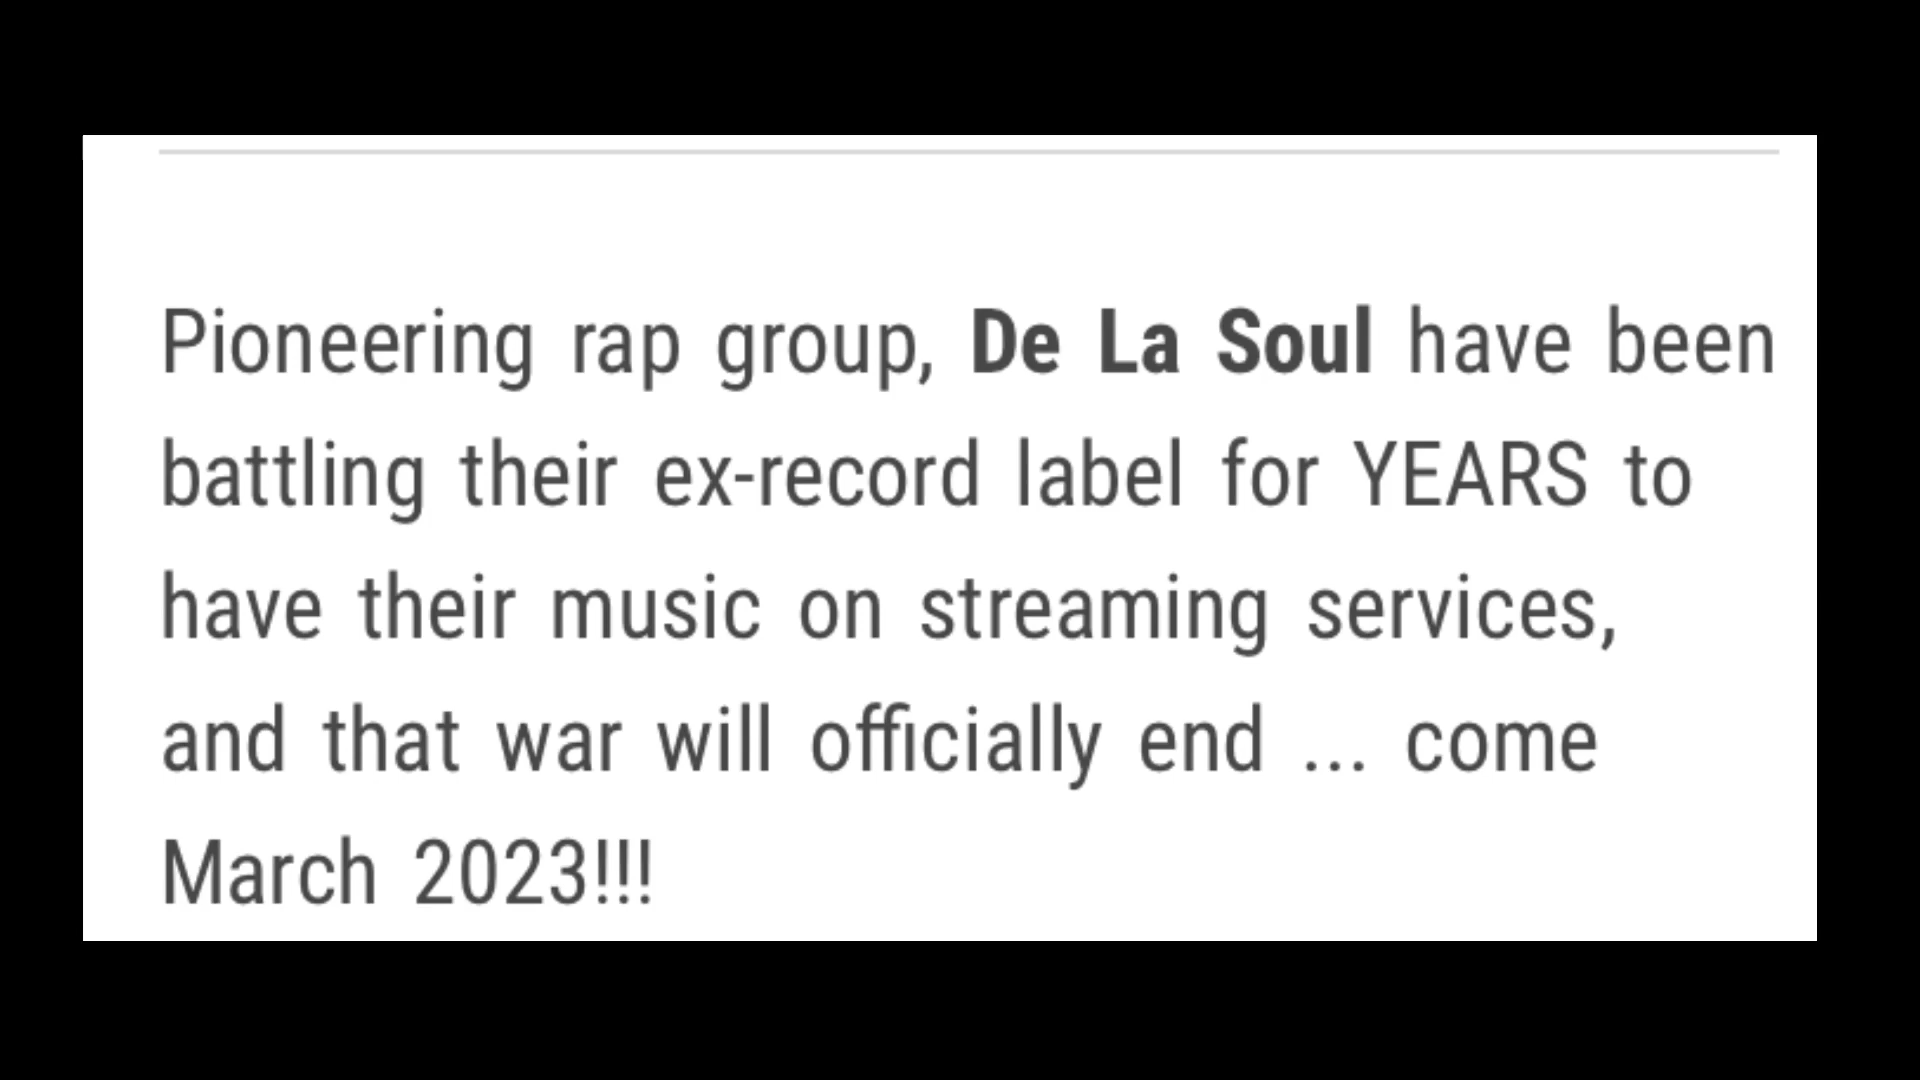 Pioneering rap group, De La Soul have been
battling their ex-record label for YEARS to
have their music on streaming services,
and that war will officially end ... come
March 2023!!!